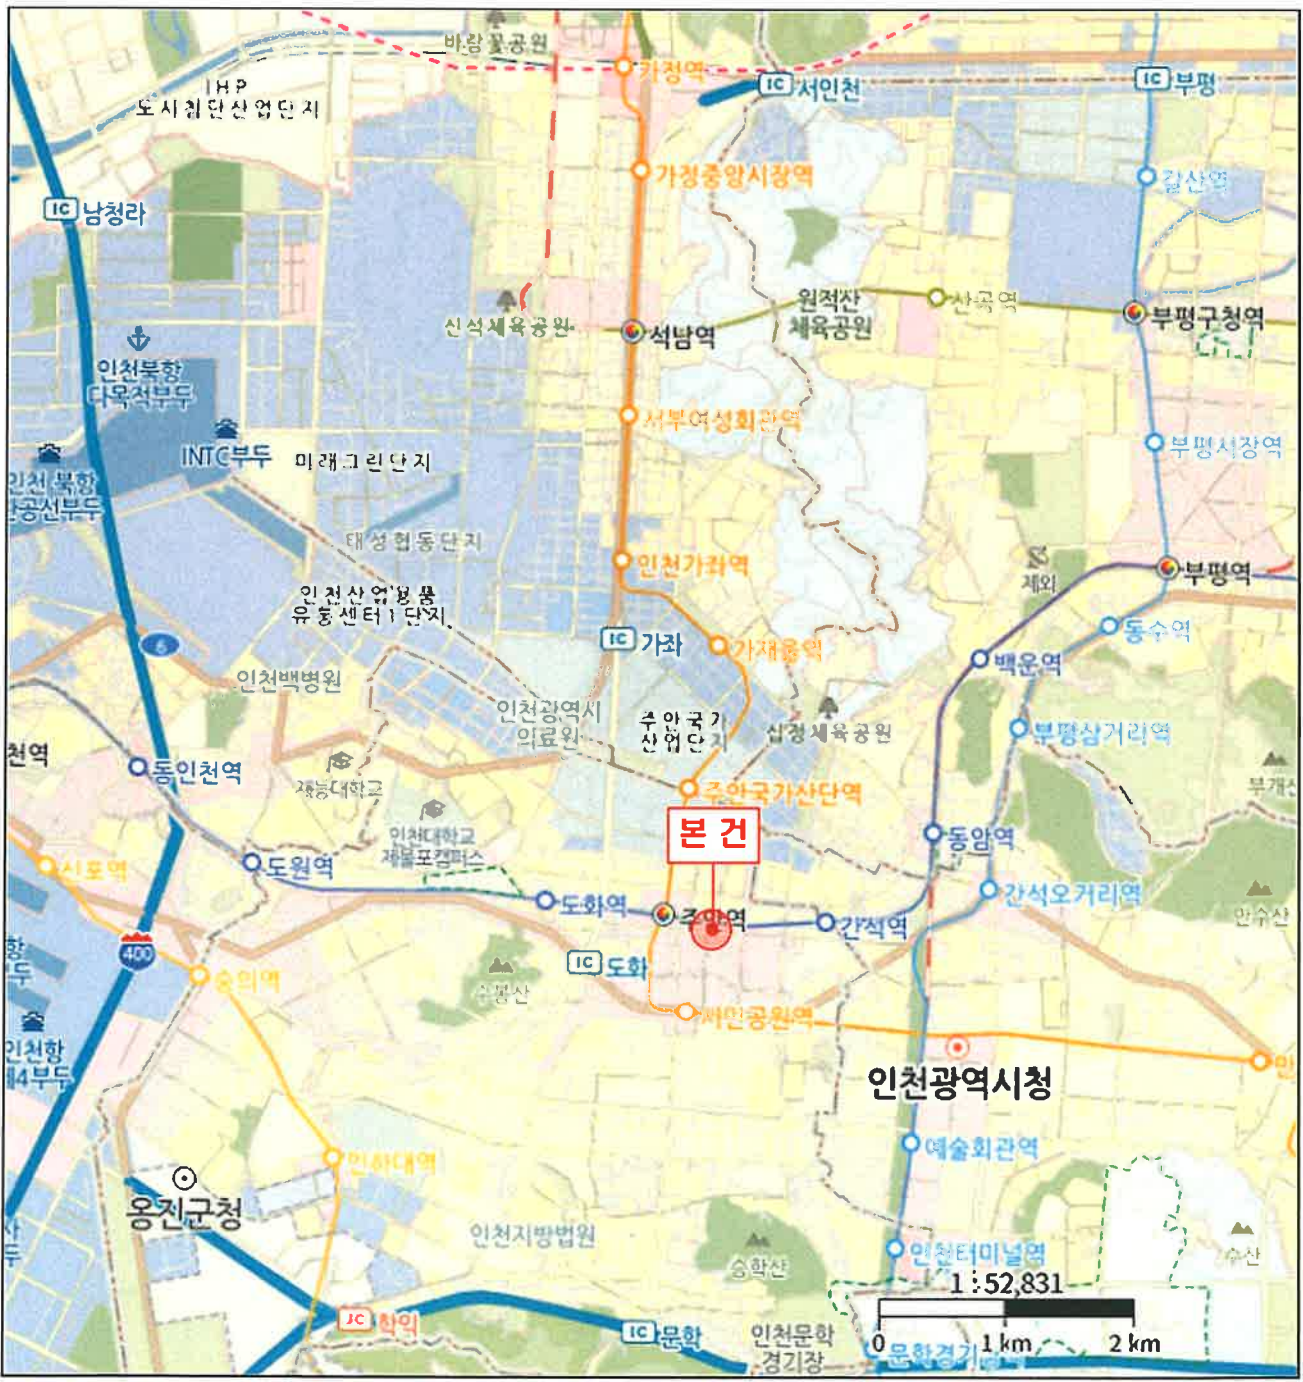 바람꽃공원
가정역
IHP
도시첨단산업단지
IC 서인천
IC 부평
가정중앙시장역
갈산역
IC 남청라
원적산
체육공원
산곡역
신석체육공원
석남역
부평구청역
인천북항
다목적부두
서부여성회관역
INTC부두
미래그린단지
부평시장역
인천 북항
태성협동단지
인천가좌역
제외
부평역
인천산업용품
유통센터1단지
IC 가좌
가재울역
동수역
6
백운역
인천백병원
인천광역시
의료원
주안국가
산업단지
십정체육공원
부평삼거리역
천역
동인천역
재능대학교
주안국가산단역
부개산
인천대학교
제물포캠퍼스
본 건
동암역
신포역
도원역
간석오거리역
만수산
도화역
주안역
간석역
400
IC 도화
숭의역
수봉산
시민공원역
인천항
제4부두
인천광역시청
인하대역
예술회관역
옹진군청
인천지방법원
승학산
인천터미널역
수산
1 : 52,831
JC 학익
IC 문학
인천문학
경기장
0 1 km 2 km
문학경기장역